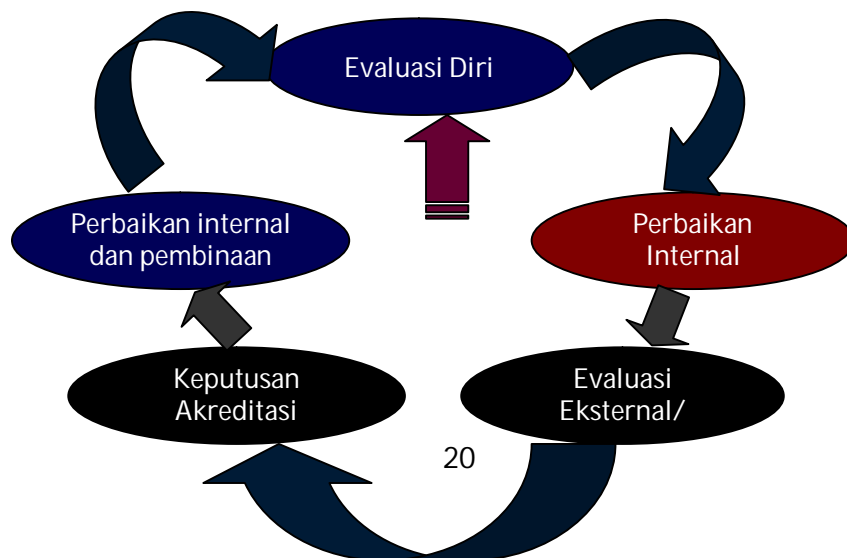 Evaluasi Diri
Perbaikan internal
dan pembinaan
Perbaikan
Internal
Keputusan
Akreditasi
Evaluasi
Eksternal/
20